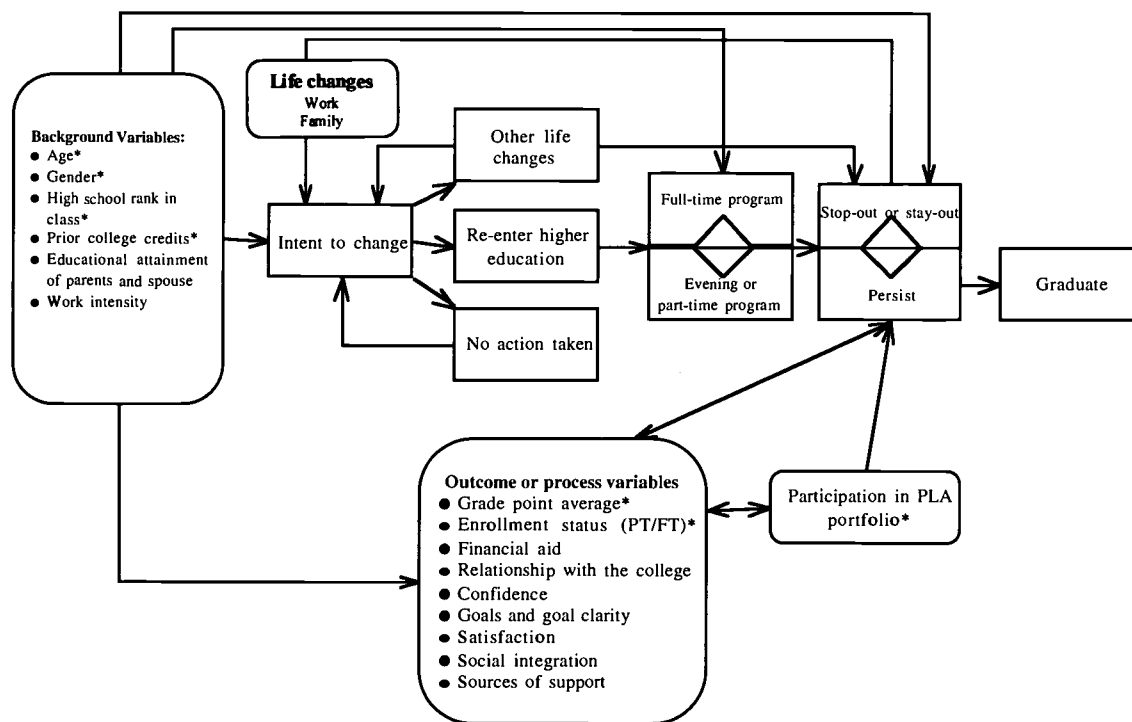 Life changes
Work
Family
Background Variables:
● Age*
● Gender*
● High school rank in
class*
● Prior college credits*
● Educational attainment
of parents and spouse
● Work intensity
Intent to change
Other life
changes
Re-enter higher
education
No action taken
Full-time program
Evening or
part-time program
Stop-out or stay-out
Persist
Graduate
Outcome or process variables
● Grade point average*
● Enrollment status (PT/FT)*
● Financial aid
● Relationship with the college
● Confidence
● Goals and goal clarity
● Satisfaction
● Social integration
● Sources of support
Participation in PLA
portfolio*